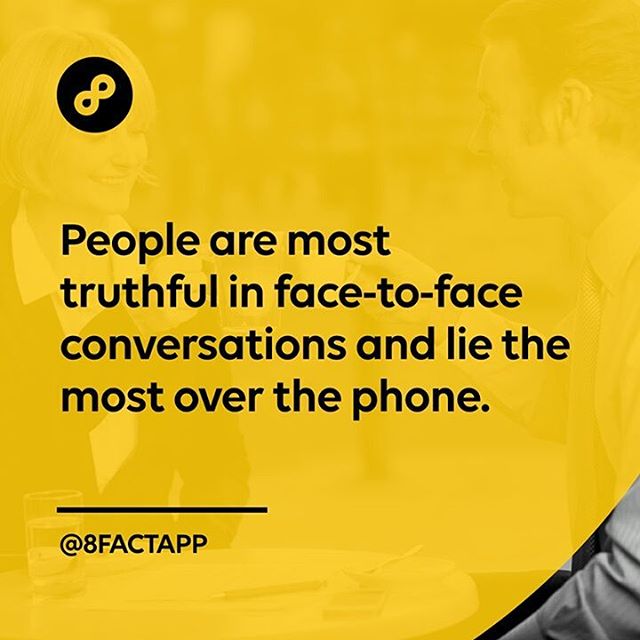 People are most
truthful in face-to-face
conversations and lie the
most over the phone.
@8FACTAPP